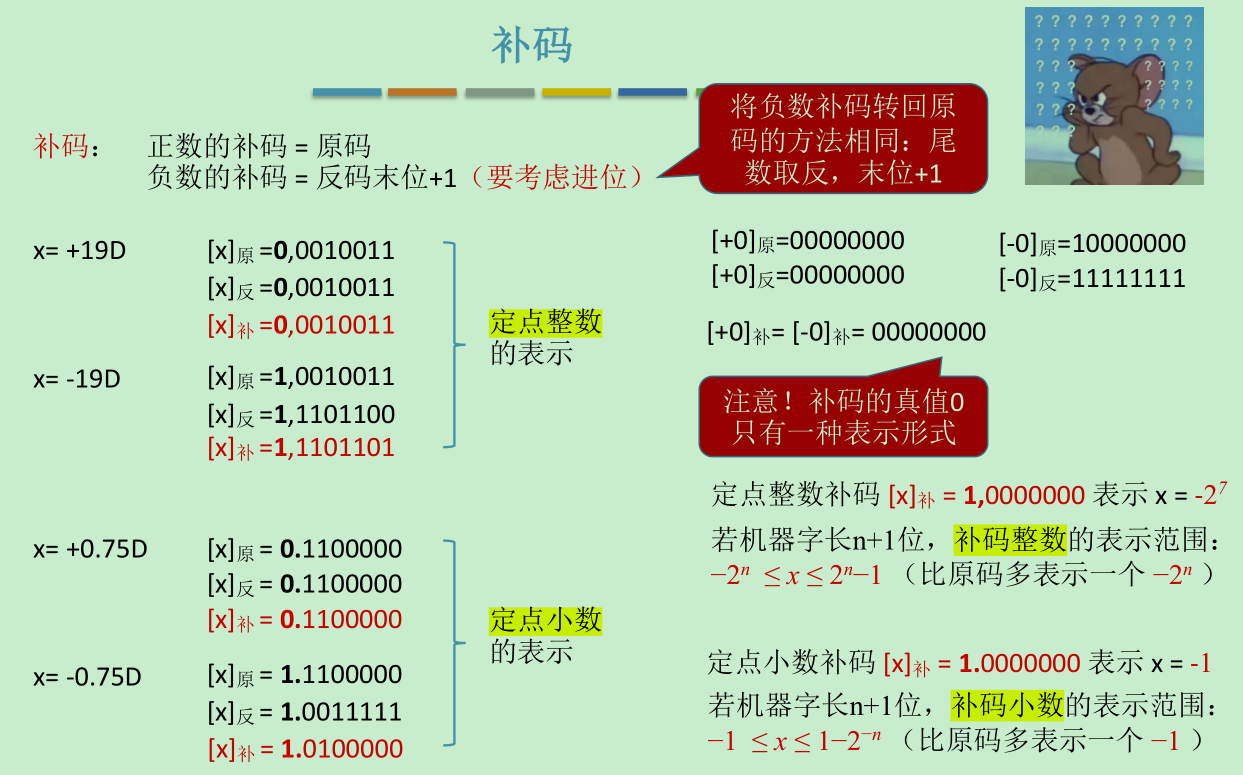 补码
? ? ? ? ? ? ? ? ? ?
? ? ? ? ? ? ? ? ? ?
? ? ? ? ? ? ?
? ? ? ? ? ?
? ? ? ? ? ?
? ? ?
将负数补码转回原
码的方法相同：尾
数取反，末位+1
补码： 正数的补码 = 原码
负数的补码 = 反码末位+1（要考虑进位）
x= +19D
[x]原 =0,0010011
[x]反 =0,0010011
[x]补 =0,0010011
x= -19D
[x]原 =1,0010011
[x]反 =1,1101100
[x]补 =1,1101101
定点整数
的表示
x= +0.75D
[x]原 = 0.1100000
[x]反 = 0.1100000
[x]补 = 0.1100000
x= -0.75D
[x]原 = 1.1100000
[x]反 = 1.0011111
[x]补 = 1.0100000
定点小数
的表示
[+0]原=00000000 [-0]原=10000000
[+0]反=00000000 [-0]反=11111111
[+0]补= [-0]补= 00000000
注意！补码的真值0
只有一种表示形式
定点整数补码 [x]补 = 1,0000000 表示 x = -2⁷
若机器字长n+1位，补码整数的表示范围：
−2ⁿ ≤ x ≤ 2ⁿ−1 （比原码多表示一个 −2ⁿ ）
定点小数补码 [x]补 = 1.0000000 表示 x = -1
若机器字长n+1位，补码小数的表示范围：
−1 ≤ x ≤ 1−2⁻ⁿ （比原码多表示一个 −1 ）